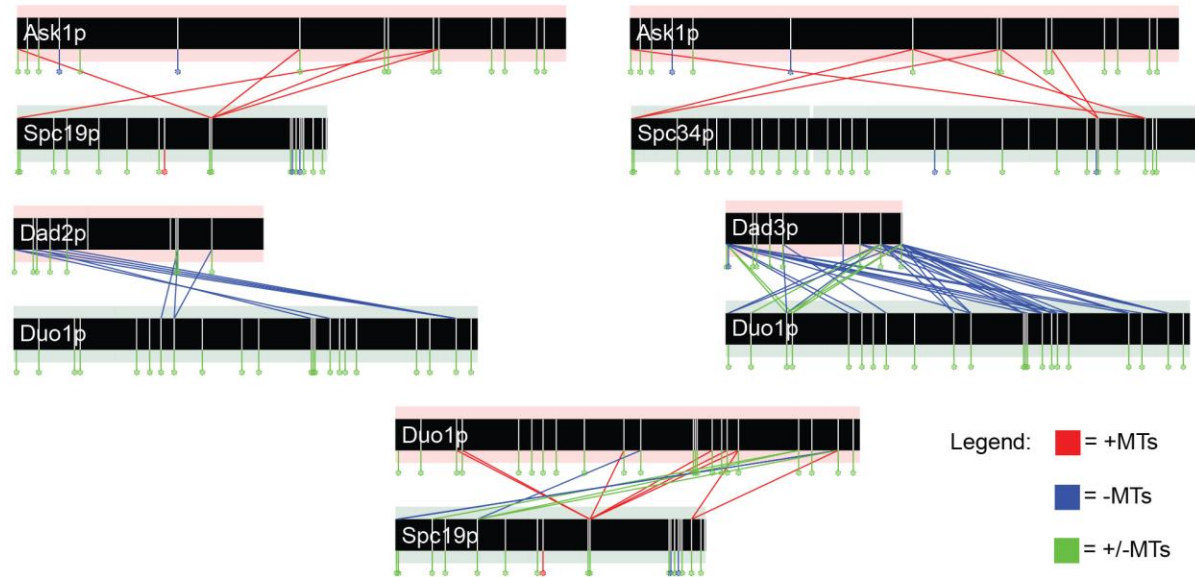 Ask1p
Ask1p
Spc19p
Spc34p
Dad2p
Dad3p
Duo1p
Duo1p
Duo1p
Legend:
= +MTs
= -MTs
Spc19p
= +/-MTs